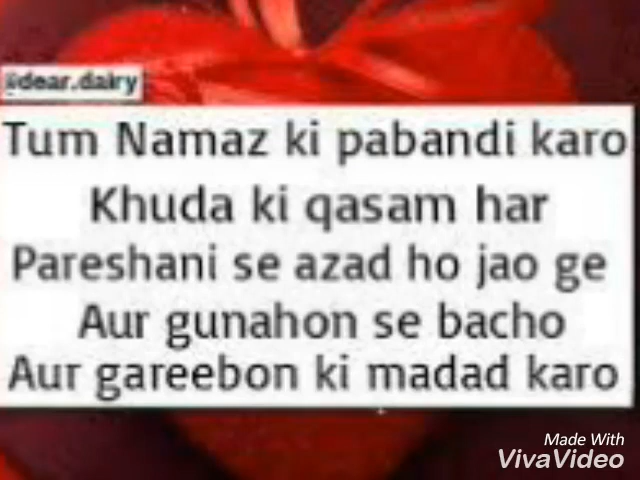 @dear.dairy
Tum Namaz ki pabandi karo
Khuda ki qasam har
Pareshani se azad ho jao ge
Aur gunahon se bacho
Aur gareebon ki madad karo
Made With
VivaVideo